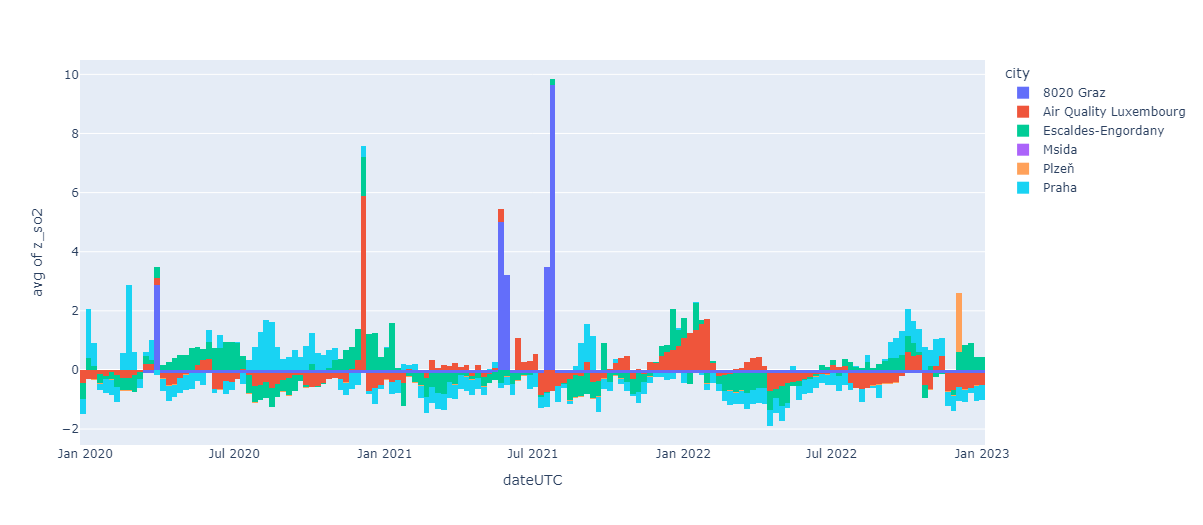 city
8020 Graz
Air Quality Luxembourg
Escaldes-Engordany
Msida
Plzeň
Praha
avg of z_so2
10
8
6
4
2
0
−2
Jan 2020
Jul 2020
Jan 2021
Jul 2021
Jan 2022
Jul 2022
Jan 2023
dateUTC